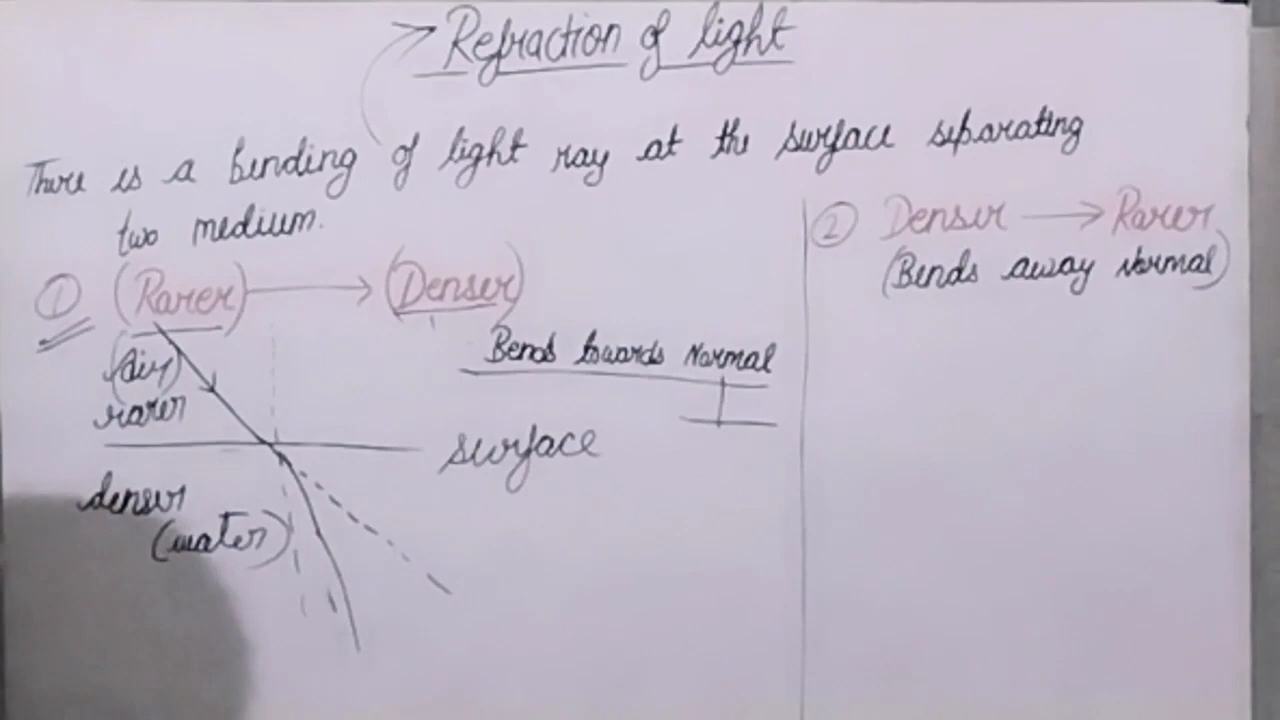 Refraction of light
There is a bending of light ray at the surface separating
two medium.
① (Rarer) → (Denser)
Bends towards Normal
(air)
rarer
surface
denser
(water)
② Denser → Rarer
(Bends away Normal)